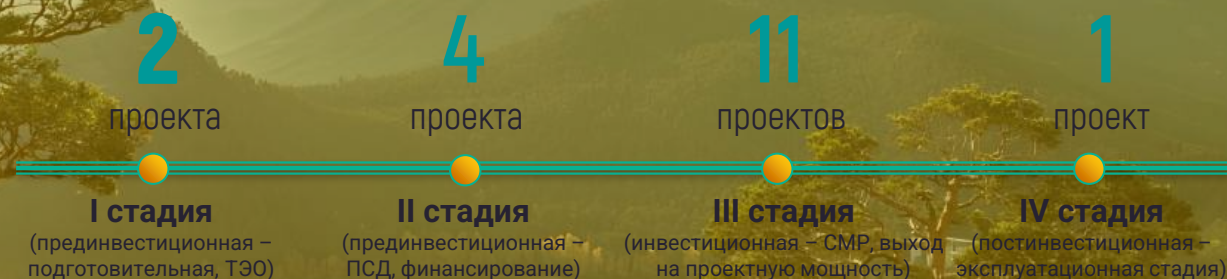 2
проекта
I стадия
(прединвестиционная –
подготовительная, ТЭО)
4
проекта
II стадия
(прединвестиционная –
ПСД, финансирование)
11
проектов
III стадия
(инвестиционная – СМР, выход
на проектную мощность)
1
проект
IV стадия
(постинвестиционная –
эксплуатационная стадия)